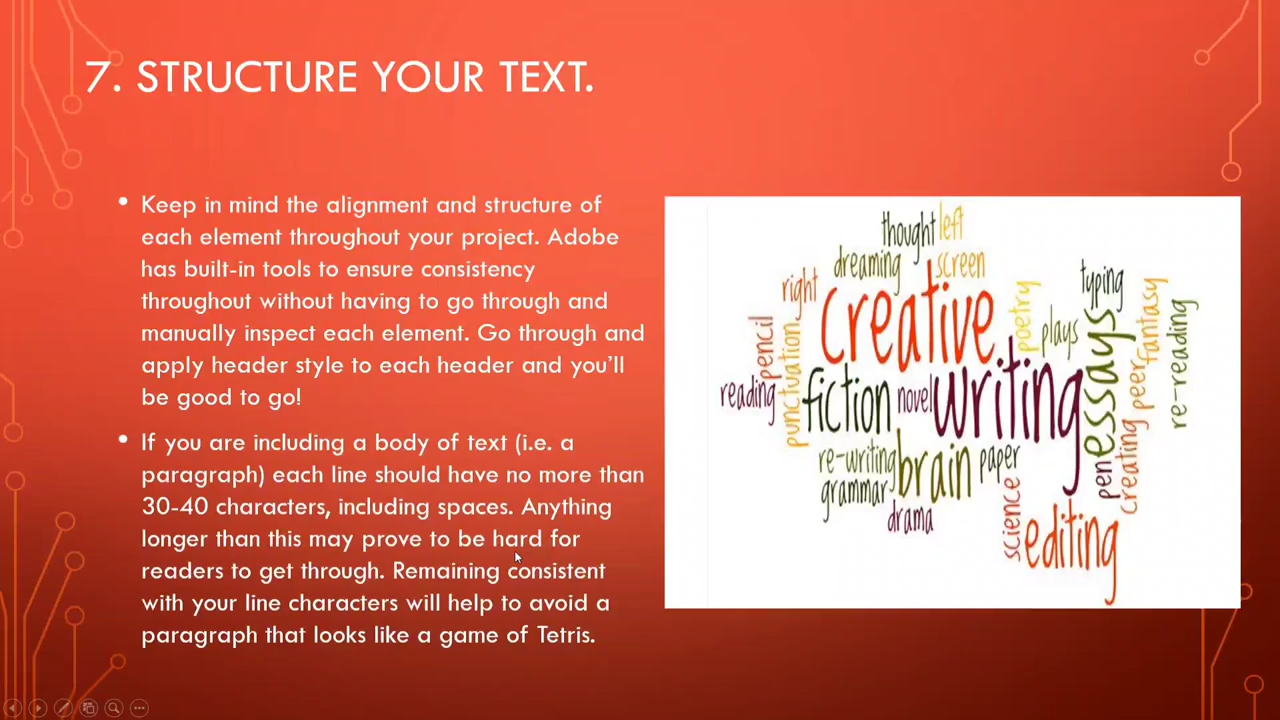 7. STRUCTURE YOUR TEXT.
• Keep in mind the alignment and structure of
each element throughout your project. Adobe
has built-in tools to ensure consistency
throughout without having to go through and
manually inspect each element. Go through and
apply header style to each header and you’ll
be good to go!
• If you are including a body of text (i.e. a
paragraph) each line should have no more than
30-40 characters, including spaces. Anything
longer than this may prove to be hard for
readers to get through. Remaining consistent
with your line characters will help to avoid a
paragraph that looks like a game of Tetris.
thought
left
dreaming
screen
right
creative
poetry
plays
typing
fantasy
essays
pencil
punctuation
reading
fiction
novel
writing
peer
re-reading
re-writing
brain
paper
pen
creating
grammar
drama
science
editing